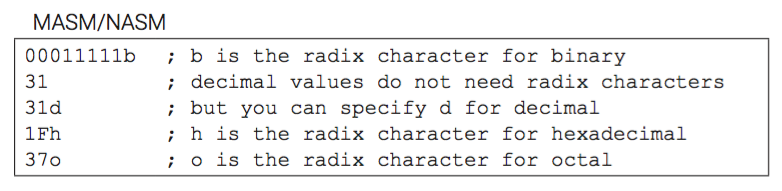 MASM/NASM
00011111b ; b is the radix character for binary
31 ; decimal values do not need radix characters
31d ; but you can specify d for decimal
1Fh ; h is the radix character for hexadecimal
37o ; o is the radix character for octal